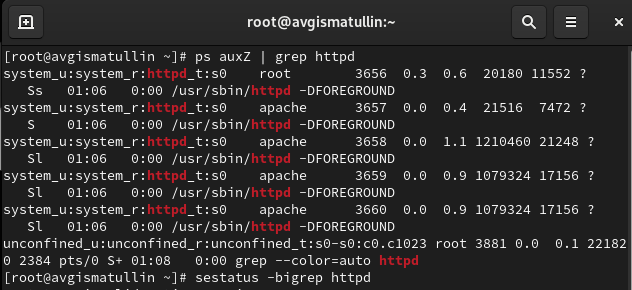 root@avgismatullin:~
[root@avgismatullin ~]# ps auxZ | grep httpd
system_u:system_r:httpd_t:s0    root        3656  0.3  0.6  20180 11552 ?
   Ss   01:06   0:00 /usr/sbin/httpd -DFOREGROUND
system_u:system_r:httpd_t:s0    apache      3657  0.0  0.4  21516  7472 ?
   S    01:06   0:00 /usr/sbin/httpd -DFOREGROUND
system_u:system_r:httpd_t:s0    apache      3658  0.0  1.1 1210460 21248 ?
   Sl   01:06   0:00 /usr/sbin/httpd -DFOREGROUND
system_u:system_r:httpd_t:s0    apache      3659  0.0  0.9 1079324 17156 ?
   Sl   01:06   0:00 /usr/sbin/httpd -DFOREGROUND
system_u:system_r:httpd_t:s0    apache      3660  0.0  0.9 1079324 17156 ?
   Sl   01:06   0:00 /usr/sbin/httpd -DFOREGROUND
unconfined_u:unconfined_r:unconfined_t:s0-s0:c0.c1023 root 3881 0.0  0.1 22182
0 2384 pts/0 S+ 01:08   0:00 grep --color=auto httpd
[root@avgismatullin ~]# sestatus -bigrep httpd